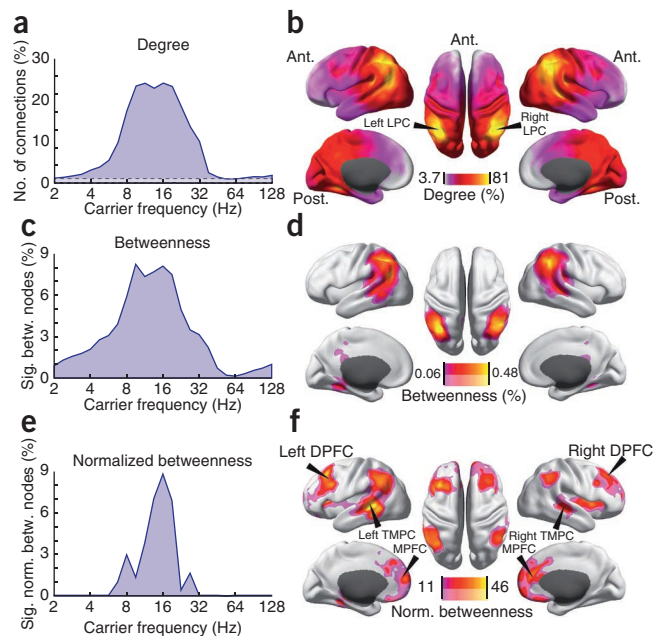 a
Degree
No. of connections (%)
30
20
10
0
2 4 8 16 32 64 128
Carrier frequency (Hz)
b
Ant.
Ant.
Ant.
Left LPC
Right
LPC
Post.
Post.
3.7
81
Degree (%)
c
Betweenness
Sig. betw. nodes (%)
9
6
3
0
2 4 8 16 32 64 128
Carrier frequency (Hz)
d
0.06
0.48
Betweenness (%)
e
Normalized betweenness
Sig. norm. betw. nodes (%)
9
6
3
0
2 4 8 16 32 64 128
Carrier frequency (Hz)
f
Left DPFC
Right DPFC
Left TMPC
MPFC
Right TMPC
MPFC
11
46
Norm. betweenness